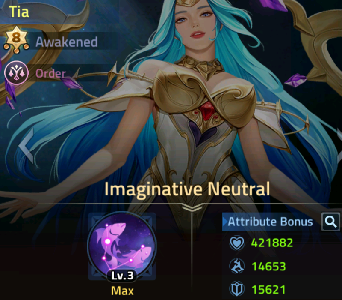 Tia
8
Awakened
Order
Imaginative Neutral
Attribute Bonus
Lv.3
Max
421882
14653
15621